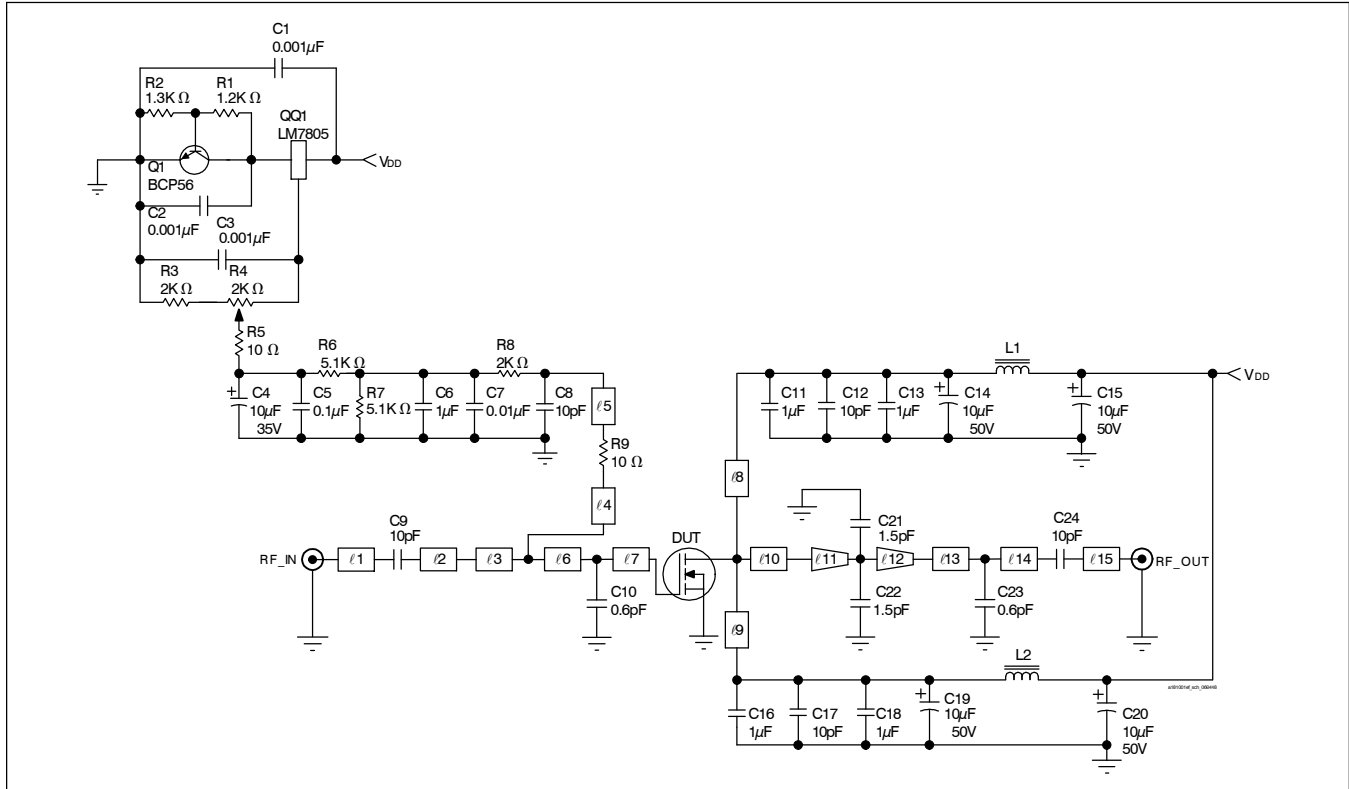 C1
0.001µF
R2
1.3K Ω
R1
1.2K Ω
QQ1
LM7805
VDD
Q1
BCP56
C2
0.001µF
C3
0.001µF
R3
2K Ω
R4
2K Ω
R5
10 Ω
R6
5.1K Ω
R8
2K Ω
C4
10µF
35V
C5
0.1µF
R7
5.1K Ω
C6
1µF
C7
0.01µF
C8
10pF
ℓ5
R9
10 Ω
ℓ4
L1
VDD
C11
1µF
C12
10pF
C13
1µF
C14
10µF
50V
C15
10µF
50V
ℓ8
C9
10pF
RF_IN
ℓ1
ℓ2
ℓ3
ℓ6
ℓ7
C10
0.6pF
DUT
C21
1.5pF
ℓ10
ℓ11
ℓ12
ℓ13
ℓ14
C24
10pF
ℓ15
RF_OUT
C22
1.5pF
C23
0.6pF
ℓ9
L2
C16
1µF
C17
10pF
C18
1µF
C19
10µF
50V
C20
10µF
50V